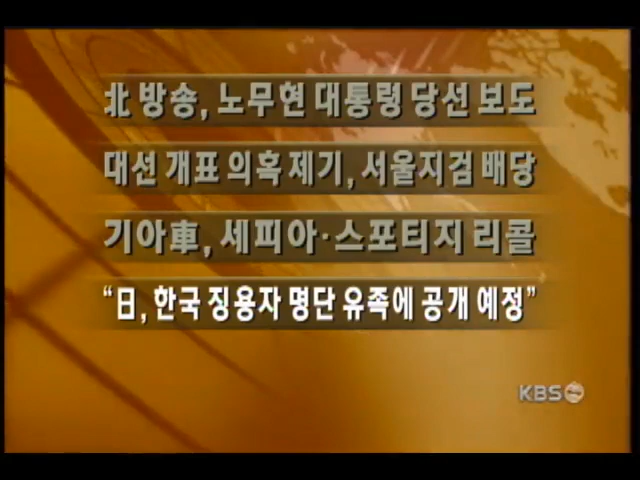 北 방송, 노무현 대통령 당선 보도
대선 개표 의혹 제기, 서울지검 배당
기아車, 세피아·스포티지 리콜
“日, 한국 징용자 명단 유족에 공개 예정”
KBS